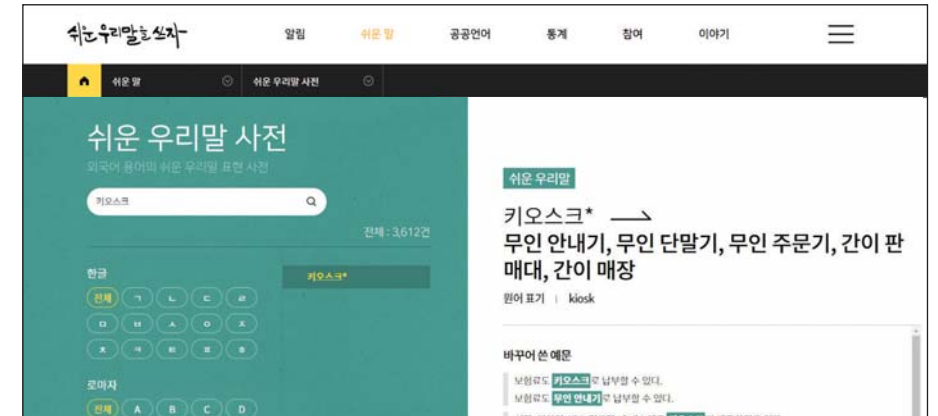 쉬운 우리말을 쓰자
알림 쉬운 말 공공언어 통계 참여 이야기
쉬운 말 쉬운 우리말 사전
쉬운 우리말 사전
외국어 용어의 쉬운 우리말 표현 사전
키오스크
전체 : 3,612건
한글
키오스크*
전체 ㄱ ㄴ ㄷ ㄹ
ㅁ ㅂ ㅅ ㅇ ㅈ
ㅊ ㅋ ㅌ ㅍ ㅎ
로마자
전체 A B C D
쉬운 우리말
키오스크* →
무인 안내기, 무인 단말기, 무인 주문기, 간이 판
매대, 간이 매장
원어 표기 | kiosk
바꾸어 쓴 예문
보험료도 키오스크로 납부할 수 있다.
보험료도 무인 안내기로 납부할 수 있다.